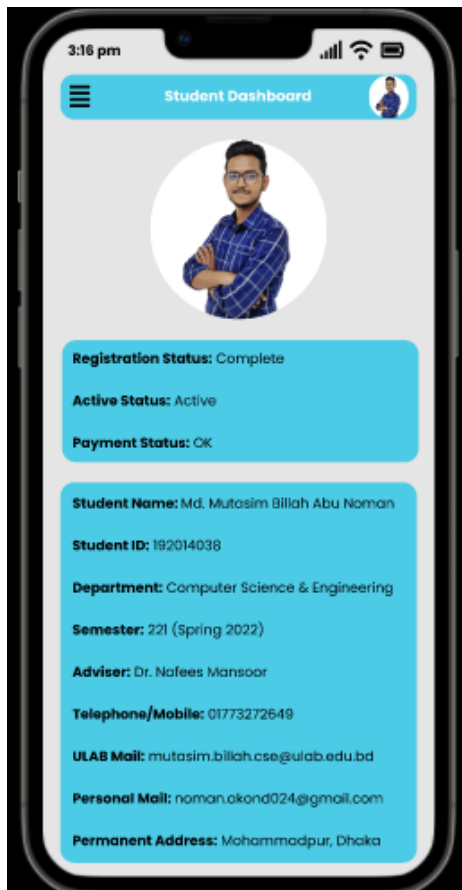 3:16 pm
Student Dashboard
Registration Status: Complete
Active Status: Active
Payment Status: OK
Student Name: Md. Mutasim Billah Abu Noman
Student ID: 192014038
Department: Computer Science & Engineering
Semester: 221 (Spring 2022)
Adviser: Dr. Nafees Mansoor
Telephone/Mobile: 01773272649
ULAB Mail: mutasim.billah.cse@ulab.edu.bd
Personal Mail: noman.okond024@gmail.com
Permanent Address: Mohammadpur, Dhaka